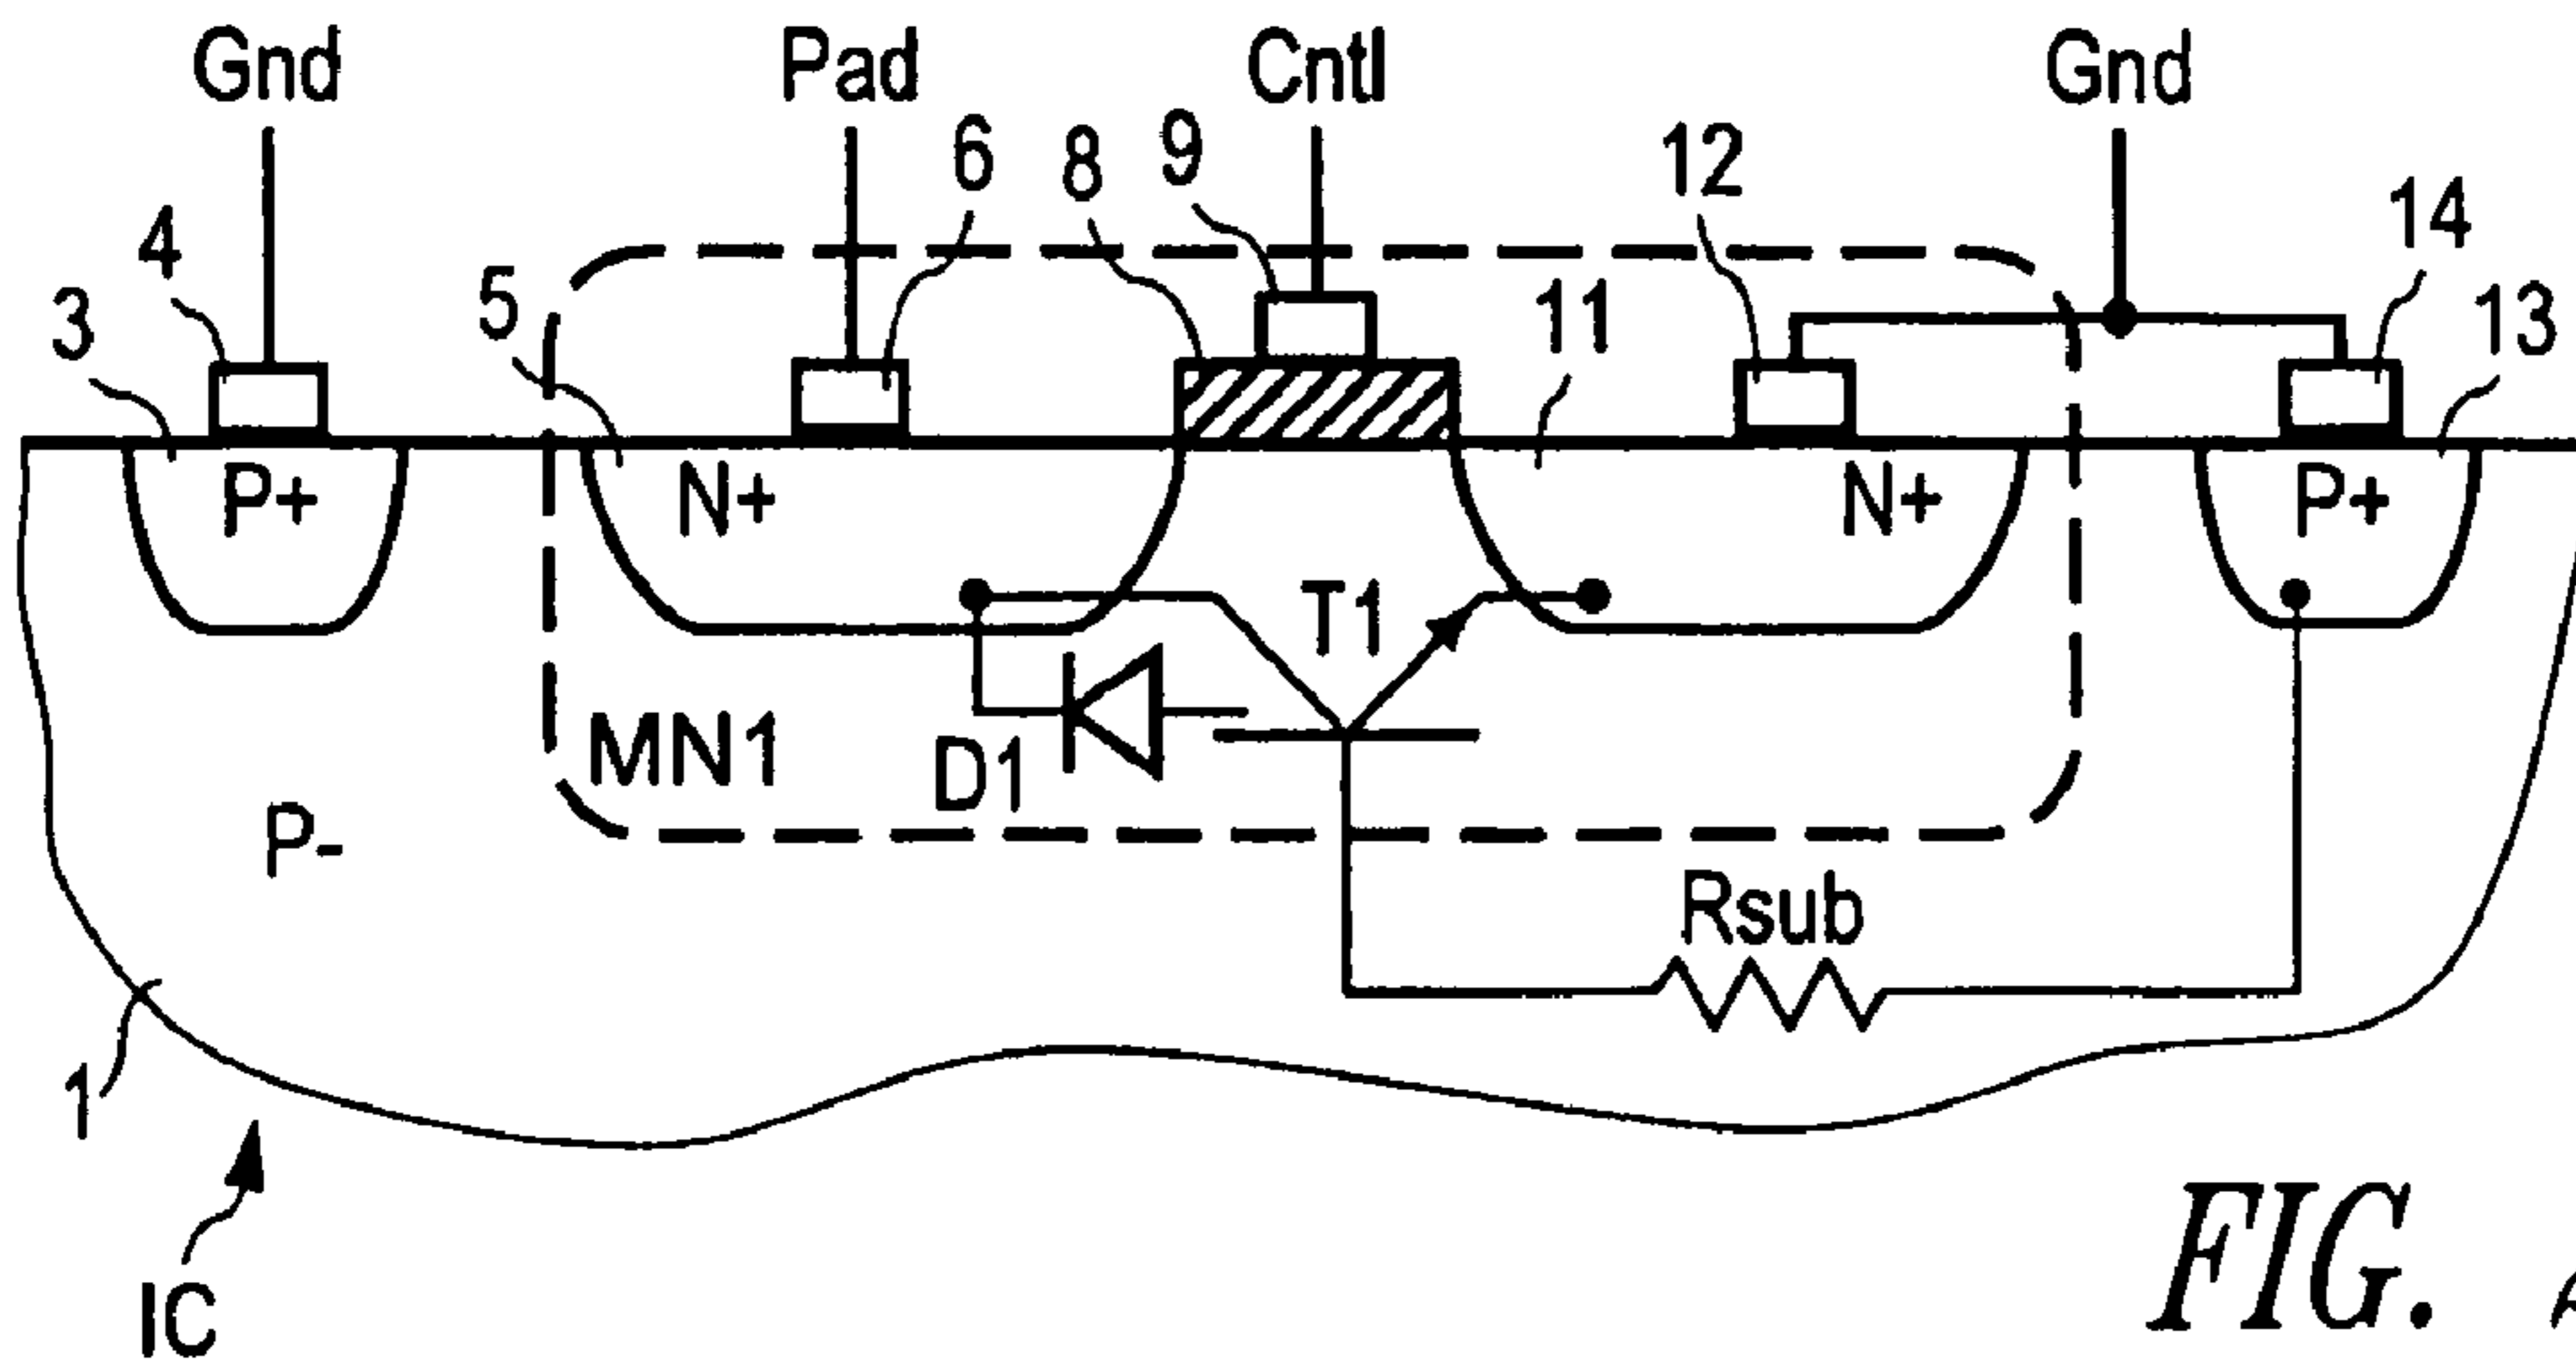 Gnd Pad Cntl Gnd
4 6 8 9 12 14
3 5 11 13
P+ N+ N+ P+
T1
MN1 D1
P-
Rsub
1
IC
FIG.